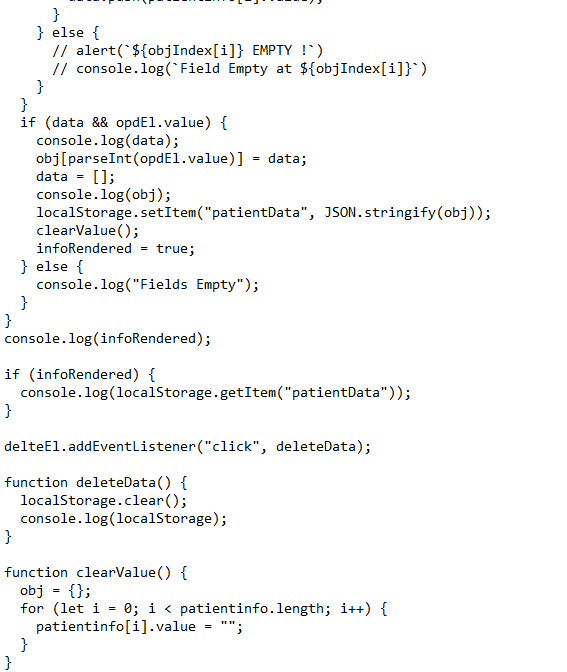 }
    } else {
      // alert(`${objIndex[i]} EMPTY !`)
      // console.log(`Field Empty at ${objIndex[i]}`)
    }
  }
  if (data && opdEl.value) {
    console.log(data);
    obj[parseInt(opdEl.value)] = data;
    data = [];
    console.log(obj);
    localStorage.setItem("patientData", JSON.stringify(obj));
    clearValue();
    infoRendered = true;
  } else {
    console.log("Fields Empty");
  }
}
console.log(infoRendered);

if (infoRendered) {
  console.log(localStorage.getItem("patientData"));
}

delteEl.addEventListener("click", deleteData);

function deleteData() {
  localStorage.clear();
  console.log(localStorage);
}

function clearValue() {
  obj = {};
  for (let i = 0; i < patientinfo.length; i++) {
    patientinfo[i].value = "";
  }
}